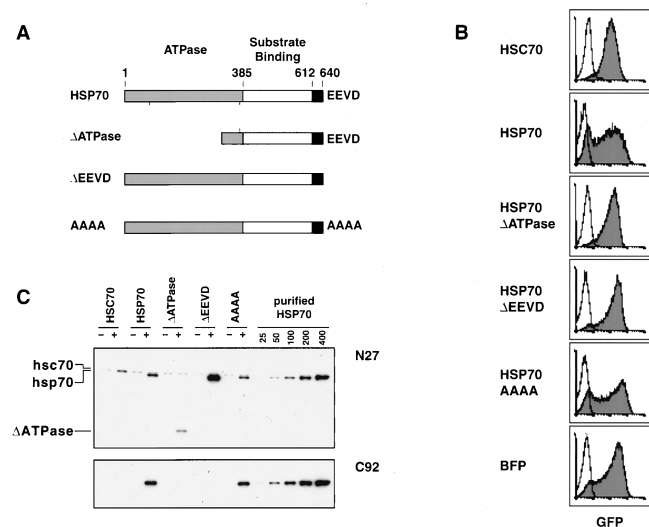 A
ATPase
Substrate
Binding
1 385 612 640
HSP70 EEVD
ΔATPase EEVD
ΔEEVD
AAAA AAAA
B
HSC70
HSP70
HSP70
ΔATPase
HSP70
ΔEEVD
HSP70
AAAA
BFP
GFP
C
HSC70 HSP70 ΔATPase ΔEEVD AAAA purified
HSP70
- + - + - + - + - + 25 50 100 200 400
N27
hsc70
hsp70
ΔATPase
C92